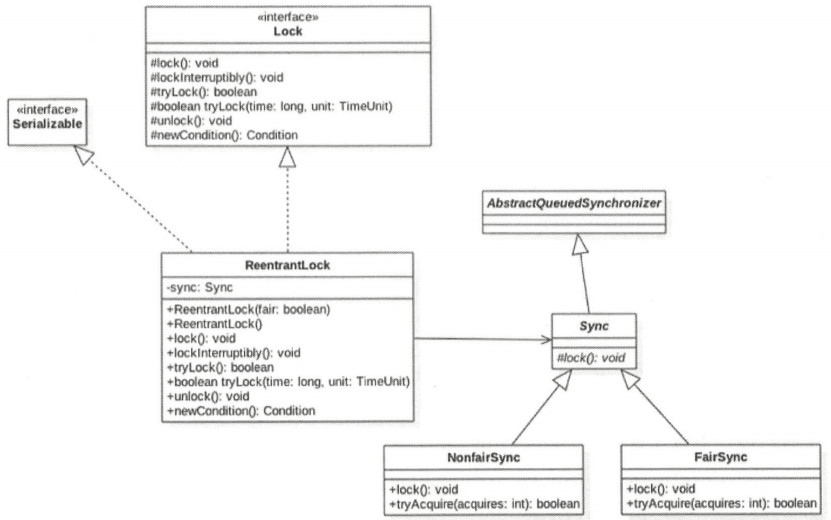 «interface»
Lock
#lock(): void
#lockInterruptibly(): void
#tryLock(): boolean
#boolean tryLock(time: long, unit: TimeUnit)
#unlock(): void
#newCondition(): Condition
«interface»
Serializable
AbstractQueuedSynchronizer
ReentrantLock
-sync: Sync
+ReentrantLock(fair: boolean)
+ReentrantLock()
+lock(): void
+lockInterruptibly(): void
+tryLock(): boolean
+boolean tryLock(time: long, unit: TimeUnit)
+unlock(): void
+newCondition(): Condition
Sync
#lock(): void
NonfairSync
+lock(): void
+tryAcquire(acquires: int): boolean
FairSync
+lock(): void
+tryAcquire(acquires: int): boolean